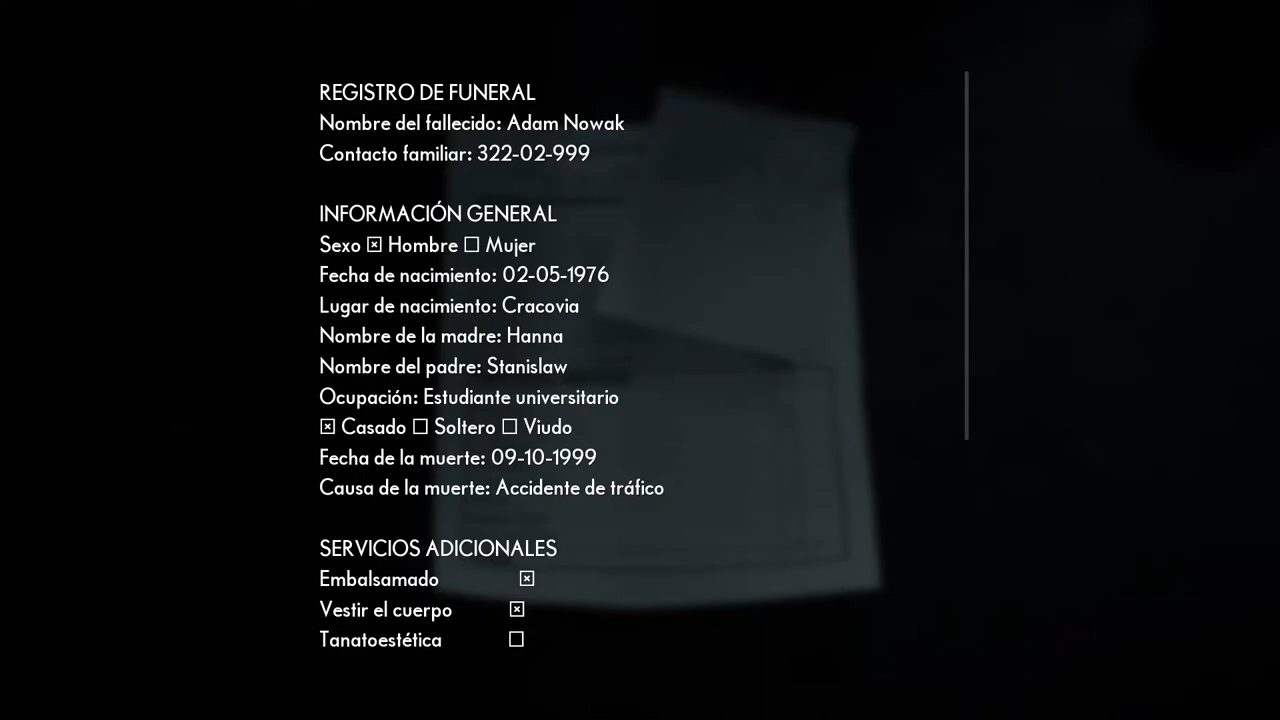 REGISTRO DE FUNERAL
Nombre del fallecido: Adam Nowak
Contacto familiar: 322-02-999
INFORMACIÓN GENERAL
Sexo ☒ Hombre ☐ Mujer
Fecha de nacimiento: 02-05-1976
Lugar de nacimiento: Cracovia
Nombre de la madre: Hanna
Nombre del padre: Stanislaw
Ocupación: Estudiante universitario
☒ Casado ☐ Soltero ☐ Viudo
Fecha de la muerte: 09-10-1999
Causa de la muerte: Accidente de tráfico
SERVICIOS ADICIONALES
Embalsamado ☒
Vestir el cuerpo ☒
Tanatoestética ☐